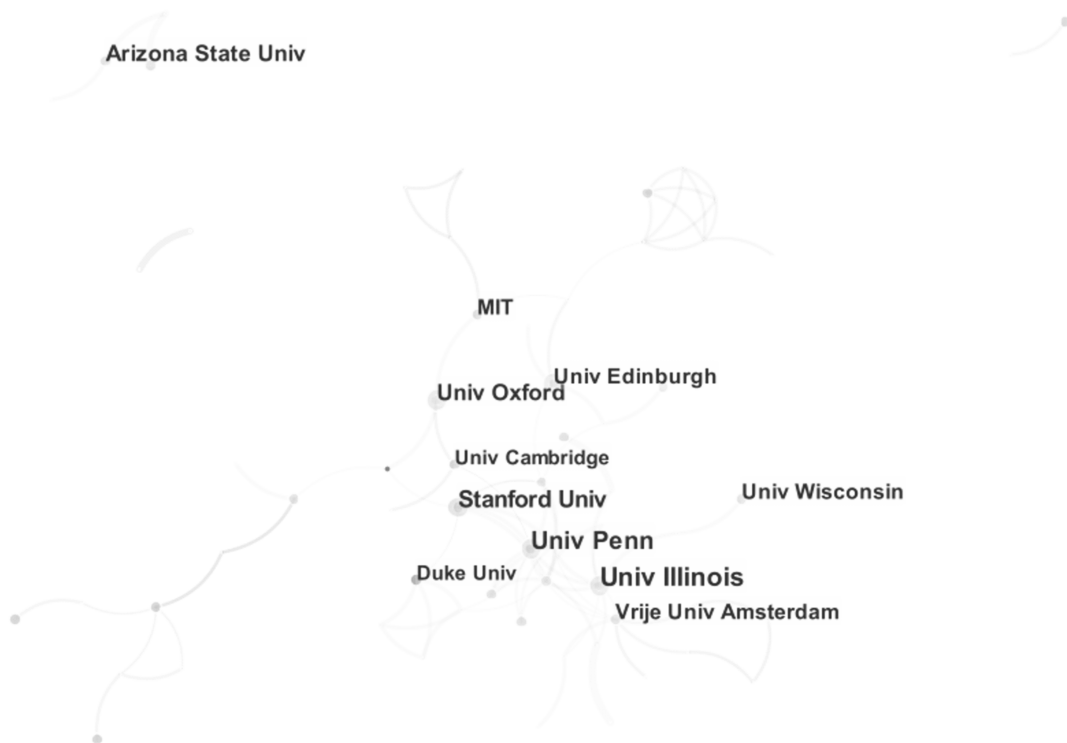 Arizona State Univ
MIT
Univ Edinburgh
Univ Oxford
Univ Cambridge
Univ Wisconsin
Stanford Univ
Univ Penn
Duke Univ
Univ Illinois
Vrije Univ Amsterdam